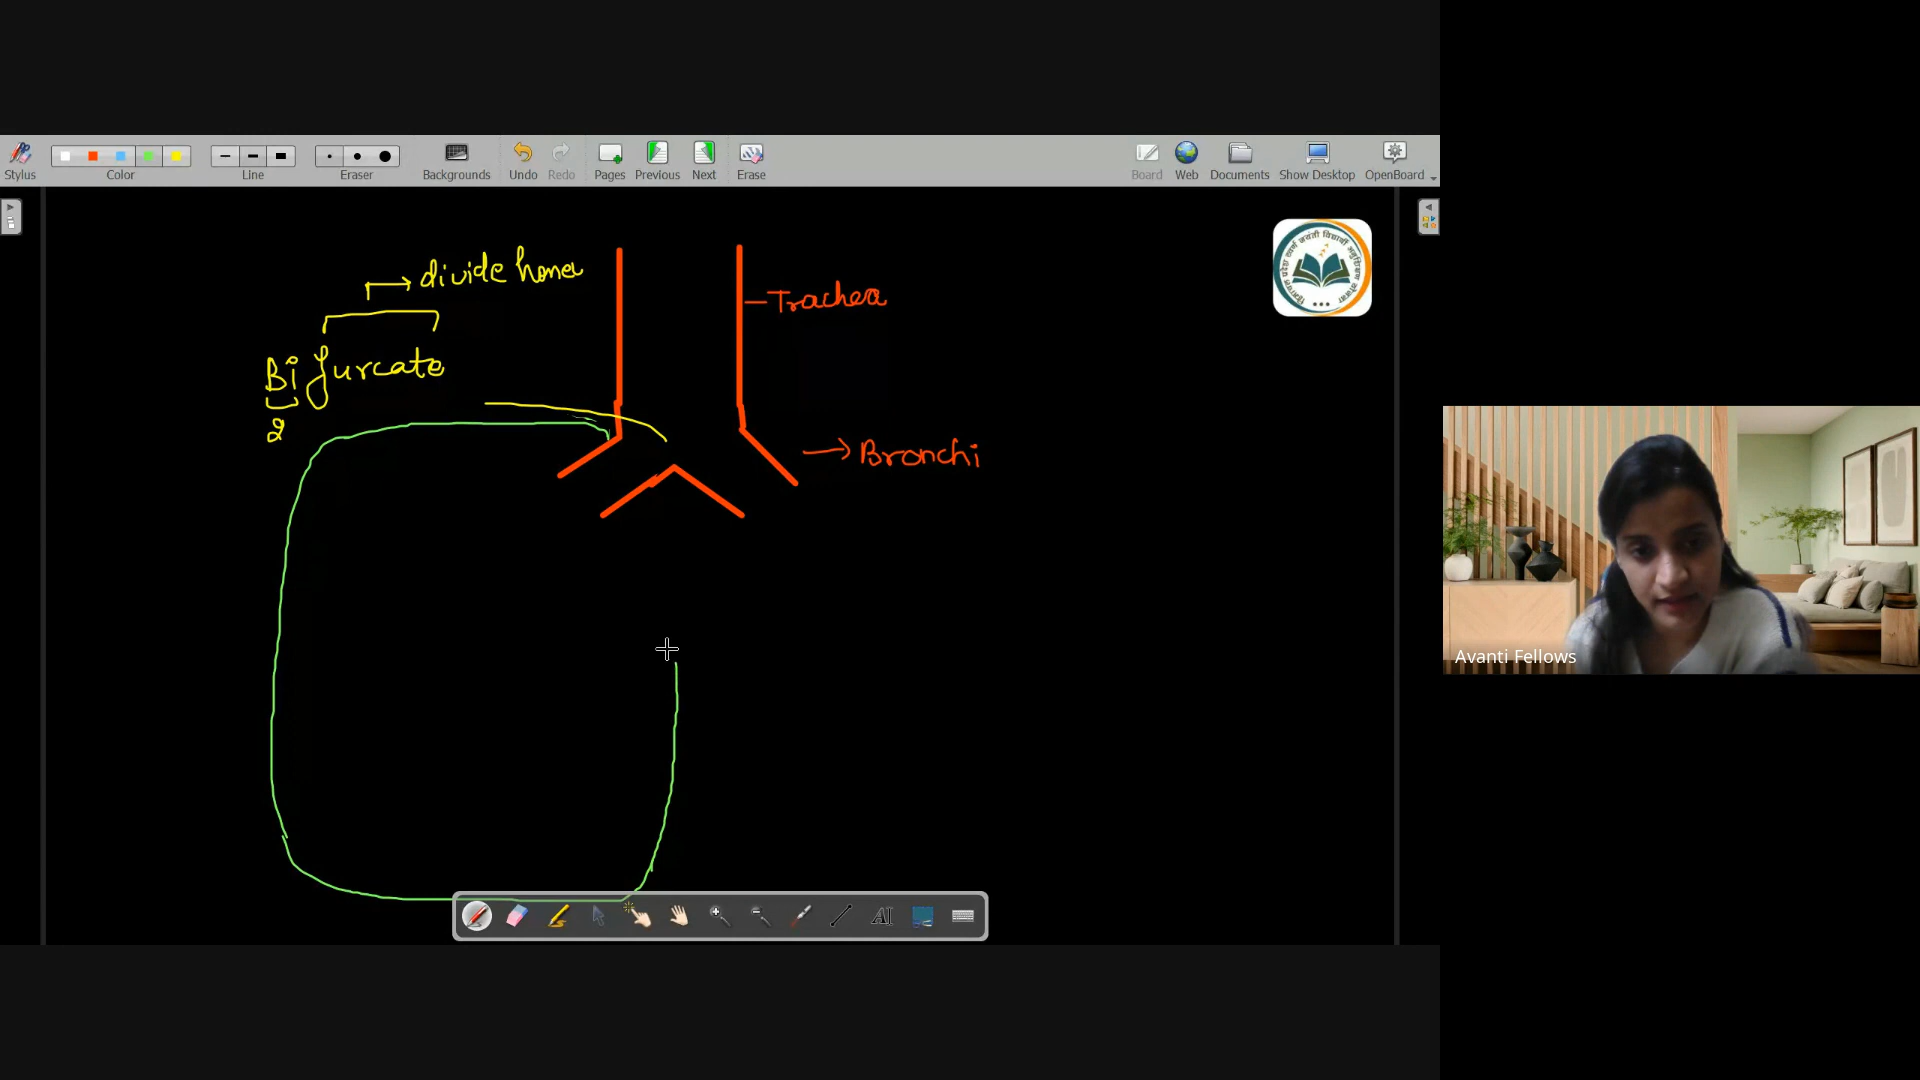 Stylus
Color
Line
Eraser
Backgrounds
Undo
Redo
Pages
Previous
Next
Erase
Board
Web
Documents
Show Desktop
OpenBoard
divide hona
Trachea
Bifurcate
2
Bronchi
Avanti Fellows
AI